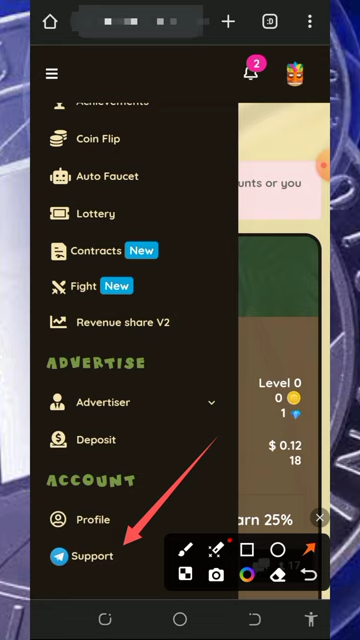 :D
2
Achievements
Coin Flip
Auto Faucet
unts or you
Lottery
Contracts New
Fight New
Revenue share V2
ADVERTISE
Level 0
Advertiser
0
1
Deposit
$ 0.12
18
ACCOUNT
Profile
arn 25%
Support
17